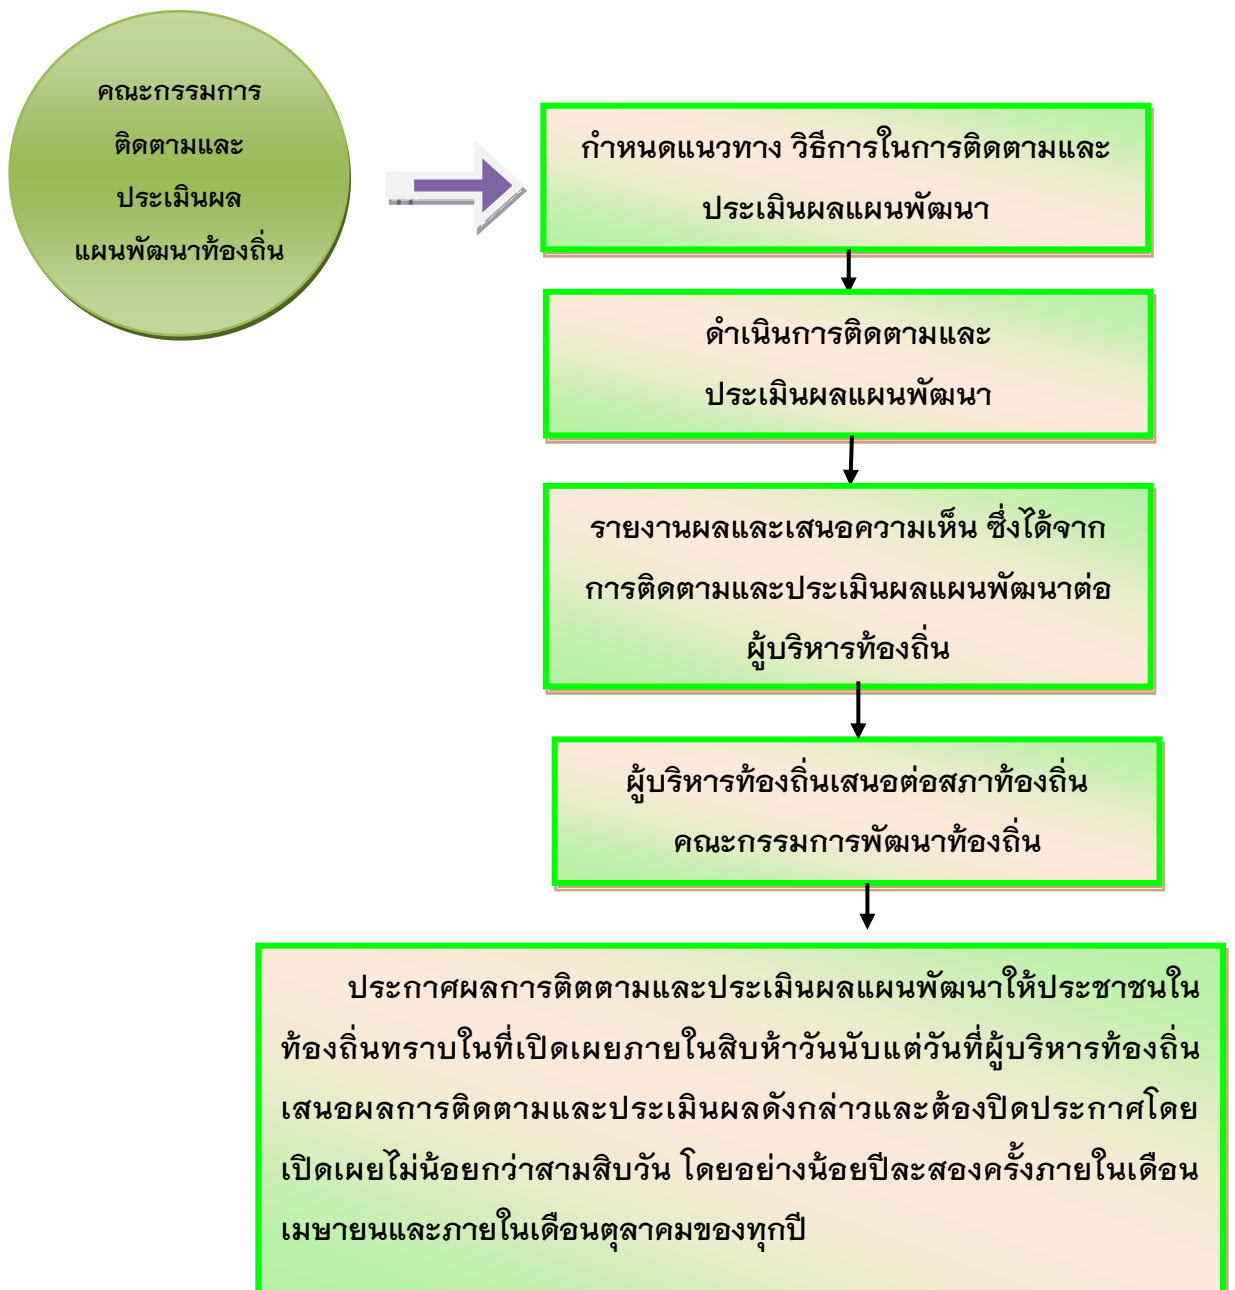 คณะกรรมการ
ติดตามและ
ประเมินผล
แผนพัฒนาท้องถิ่น
กำหนดแนวทาง วิธีการในการติดตามและ
ประเมินผลแผนพัฒนา
ดำเนินการติดตามและ
ประเมินผลแผนพัฒนา
รายงานผลและเสนอความเห็น ซึ่งได้จาก
การติดตามและประเมินผลแผนพัฒนาต่อ
ผู้บริหารท้องถิ่น
ผู้บริหารท้องถิ่นเสนอต่อสภาท้องถิ่น
คณะกรรมการพัฒนาท้องถิ่น
ประกาศผลการติตตามและประเมินผลแผนพัฒนาให้ประชาชนใน
ท้องถิ่นทราบในที่เปิดเผยภายในสิบห้าวันนับแต่วันที่ผู้บริหารท้องถิ่น
เสนอผลการติดตามและประเมินผลดังกล่าวและต้องปิดประกาศโดย
เปิดเผยไม่น้อยกว่าสามสิบวัน โดยอย่างน้อยปีละสองครั้งภายในเดือน
เมษายนและภายในเดือนตุลาคมของทุกปี